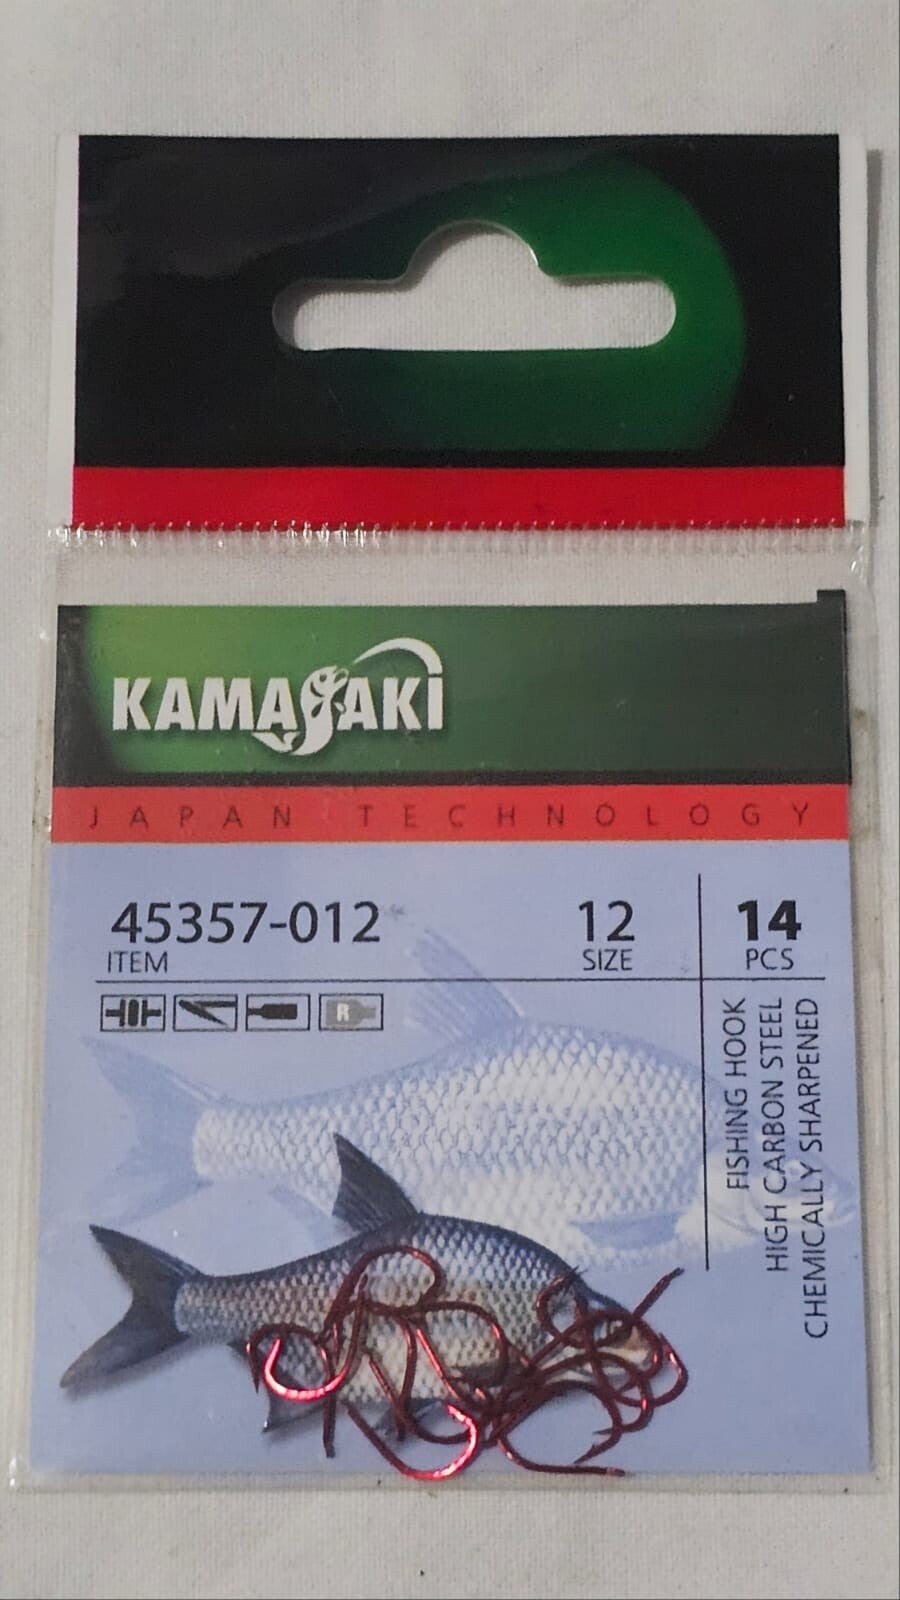 KAMASAKI
JAPAN TECHNOLOGY
45357-012 12 14
ITEM SIZE PCS
R
FISHING HOOK
HIGH CARBON STEEL
CHEMICALLY SHARPENED